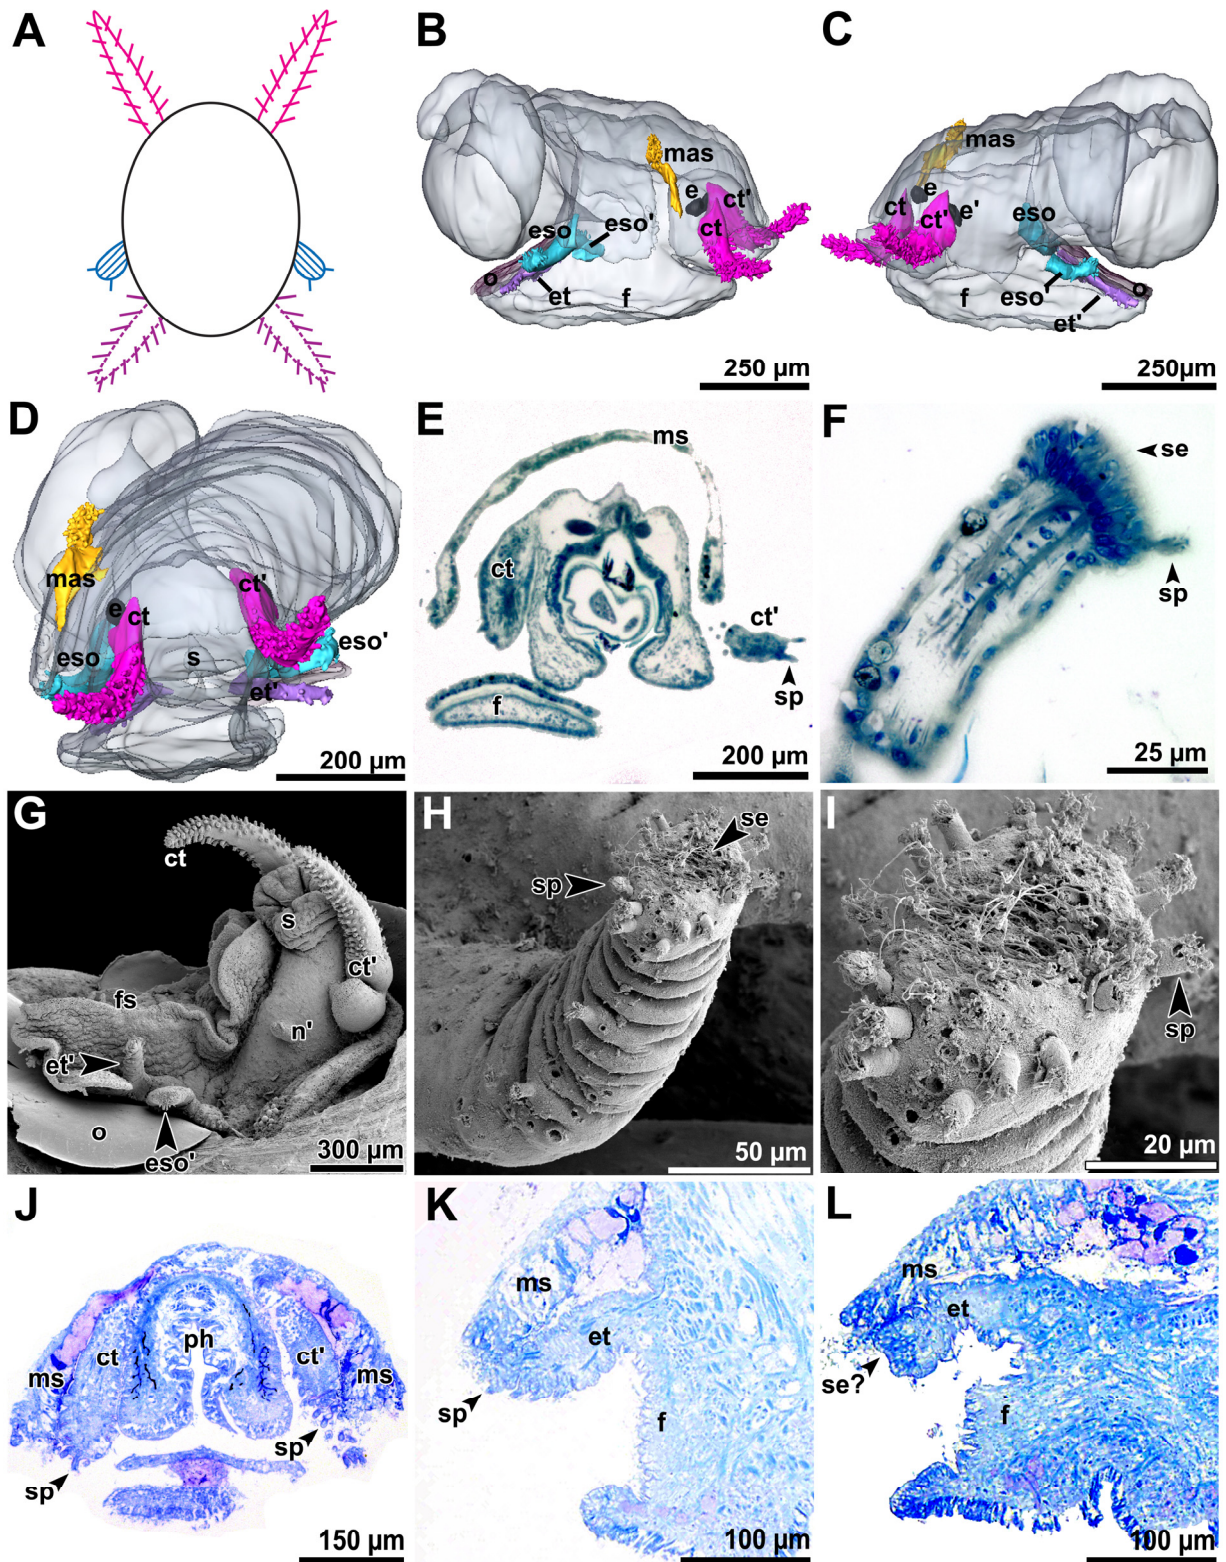 A
B
mas
e
ct'
ct
eso
eso'
o
et
f
250 µm
C
mas
e
ct
ct'
e'
eso
f
eso'
o
et'
250µm
D
mas
e
ct
ct'
eso
s
eso'
et'
200 µm
E
ms
ct
ct'
f
sp
200 µm
F
se
sp
25 µm
G
ct
s
ct'
fs
n'
et'
o
eso'
300 µm
H
se
sp
50 µm
I
sp
20 µm
J
ph
ct
ct'
ms
ms
sp
sp
150 µm
K
ms
et
sp
f
100 µm
L
ms
et
se?
f
100 µm